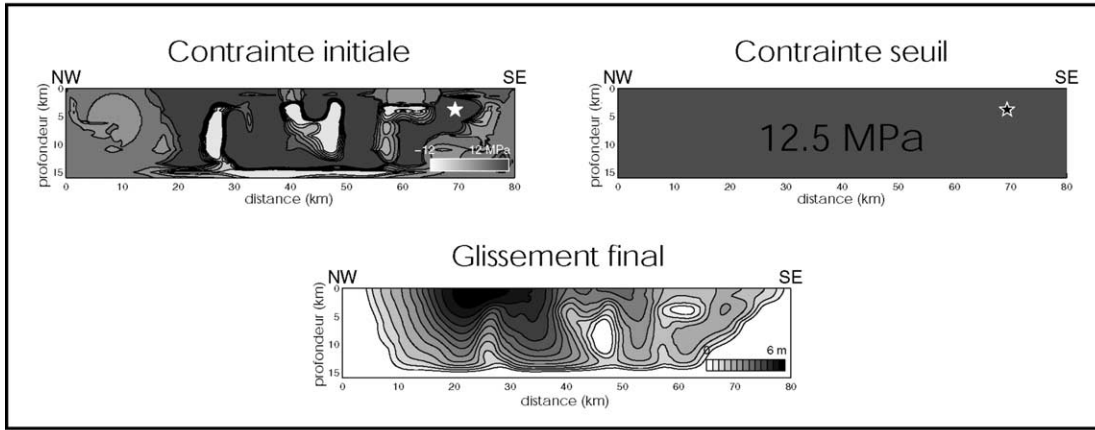 Contrainte initiale
NW SE
profondeur (km)
0
5
10
15
-12 12 MPa
0 10 20 30 40 50 60 70 80
distance (km)
Contrainte seuil
NW SE
profondeur (km)
0
5
10
15
12.5 MPa
0 10 20 30 40 50 60 70 80
distance (km)
Glissement final
NW SE
profondeur (km)
0
5
10
15
0 6 m
0 10 20 30 40 50 60 70 80
distance (km)